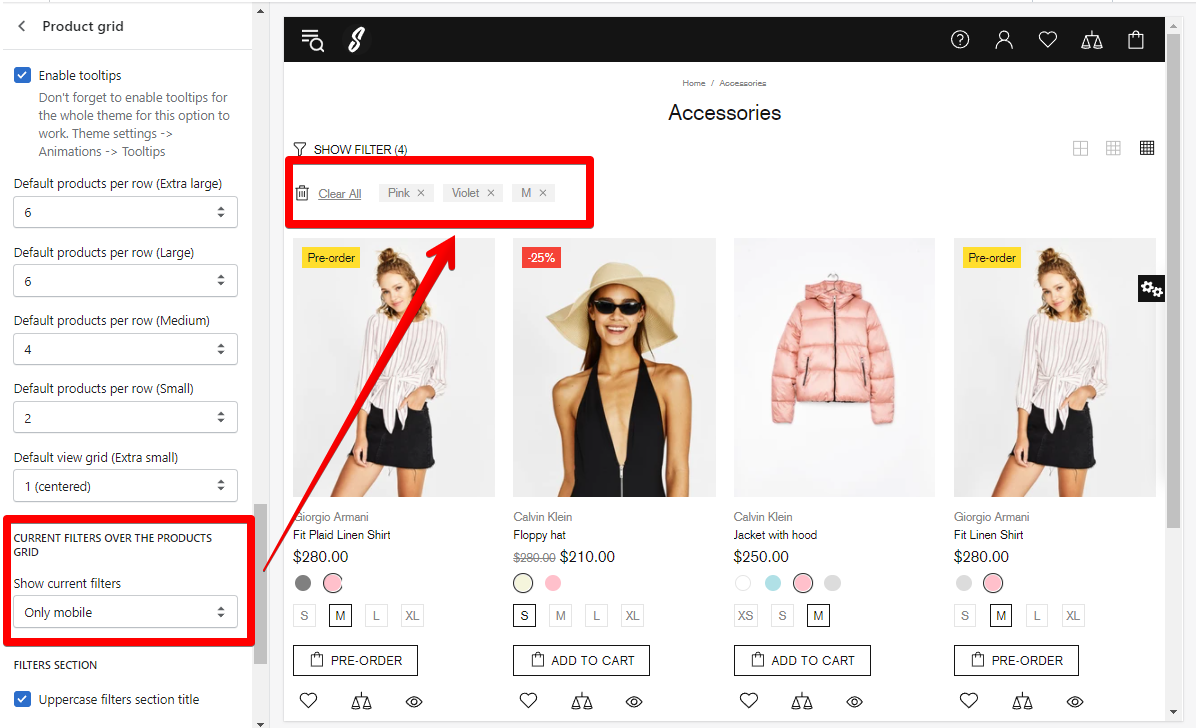 Product grid
Enable tooltips
Don't forget to enable tooltips for
the whole theme for this option to
work. Theme settings ->
Animations -> Tooltips
Default products per row (Extra large)
6
Default products per row (Large)
6
Default products per row (Medium)
4
Default products per row (Small)
2
Default view grid (Extra small)
1 (centered)
CURRENT FILTERS OVER THE PRODUCTS
GRID
Show current filters
Only mobile
FILTERS SECTION
Uppercase filters section title
Home / Accessories
Accessories
SHOW FILTER (4)
Clear All Pink × Violet × M ×
Pre-order
Giorgio Armani
Fit Plaid Linen Shirt
$280.00
S M L XL
PRE-ORDER
-25%
Calvin Klein
Floppy hat
$280.00 $210.00
S M L XL
ADD TO CART
Calvin Klein
Jacket with hood
$250.00
XS S M
ADD TO CART
Pre-order
Giorgio Armani
Fit Linen Shirt
$280.00
S M L XL
PRE-ORDER